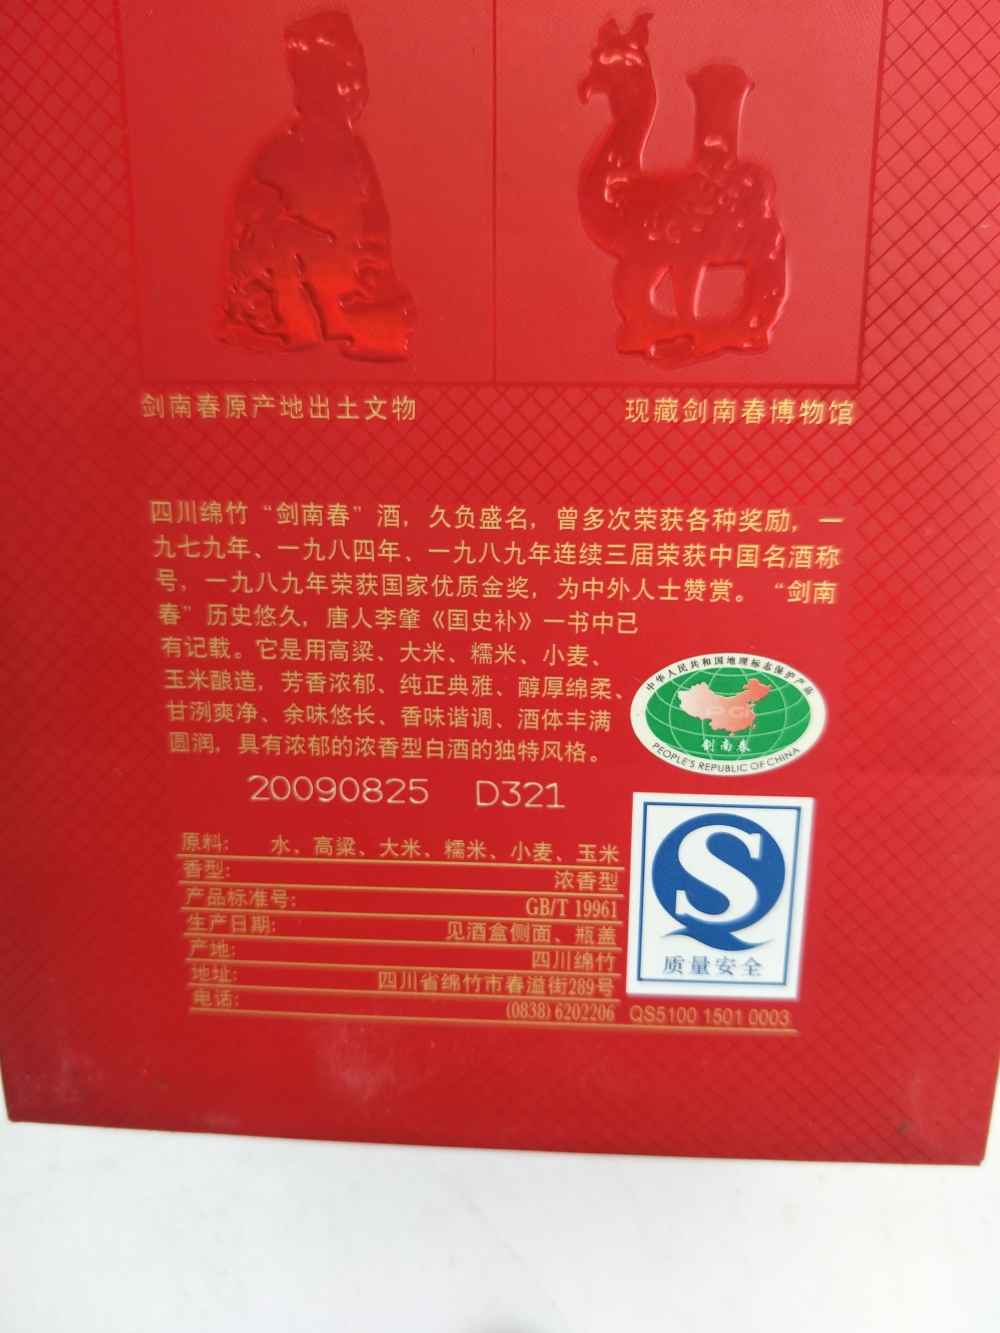 剑南春原产地出土文物
现藏剑南春博物馆
四川绵竹“剑南春”酒，久负盛名，曾多次荣获各种奖励，一
九七九年、一九八四年、一九八九年连续三届荣获中国名酒称
号，一九八九年荣获国家优质金奖，为中外人士赞赏。“剑南
春”历史悠久，唐人李肇《国史补》一书中已
有记载。它是用高粱、大米、糯米、小麦、
玉米酿造，芳香浓郁、纯正典雅、醇厚绵柔、
甘洌爽净、余味悠长、香味谐调、酒体丰满
圆润，具有浓郁的浓香型白酒的独特风格。
中华人民共和国地理标志保护产品
剑南春
PEOPLE'S REPUBLIC OF CHINA
20090825 D321
原料： 水、高粱、大米、糯米、小麦、玉米
香型： 浓香型
产品标准号： GB/T 19961
生产日期： 见酒盒侧面、瓶盖
产地： 四川绵竹
地址： 四川省绵竹市春溢街289号
电话： (0838) 6202206
质量安全
QS5100 1501 0003